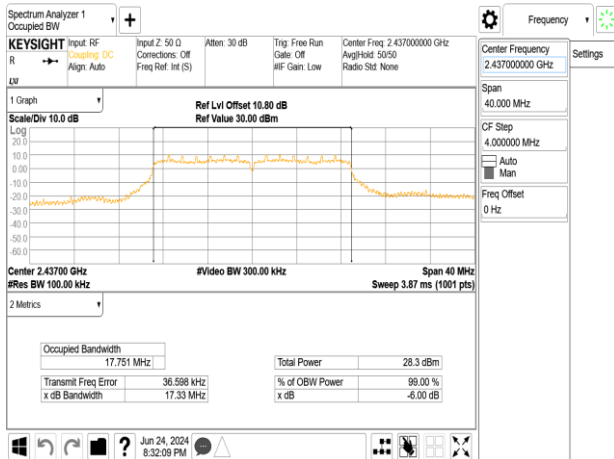 Spectrum Analyzer 1
Occupied BW
+
Frequency
KEYSIGHT
R
LXI
Input: RF
Coupling: DC
Align: Auto
Input Z: 50 Ω
Corrections: Off
Freq Ref: Int (S)
Atten: 30 dB
Trig: Free Run
Gate: Off
#IF Gain: Low
Center Freq: 2.437000000 GHz
Avg|Hold: 50/50
Radio Std: None
Center Frequency
2.437000000 GHz
Settings
Span
40.000 MHz
CF Step
4.000000 MHz
Auto
Man
Freq Offset
0 Hz
1 Graph
Scale/Div 10.0 dB
Ref Lvl Offset 10.80 dB
Ref Value 30.00 dBm
Log
20.0
10.0
0.00
-10.0
-20.0
-30.0
-40.0
-50.0
-60.0
Center 2.43700 GHz
#Res BW 100.00 kHz
#Video BW 300.00 kHz
Span 40 MHz
Sweep 3.87 ms (1001 pts)
2 Metrics
Occupied Bandwidth
17.751 MHz
Total Power 28.3 dBm
Transmit Freq Error 36.598 kHz
% of OBW Power 99.00 %
x dB Bandwidth 17.33 MHz
x dB -6.00 dB
?
Jun 24, 2024
8:32:09 PM